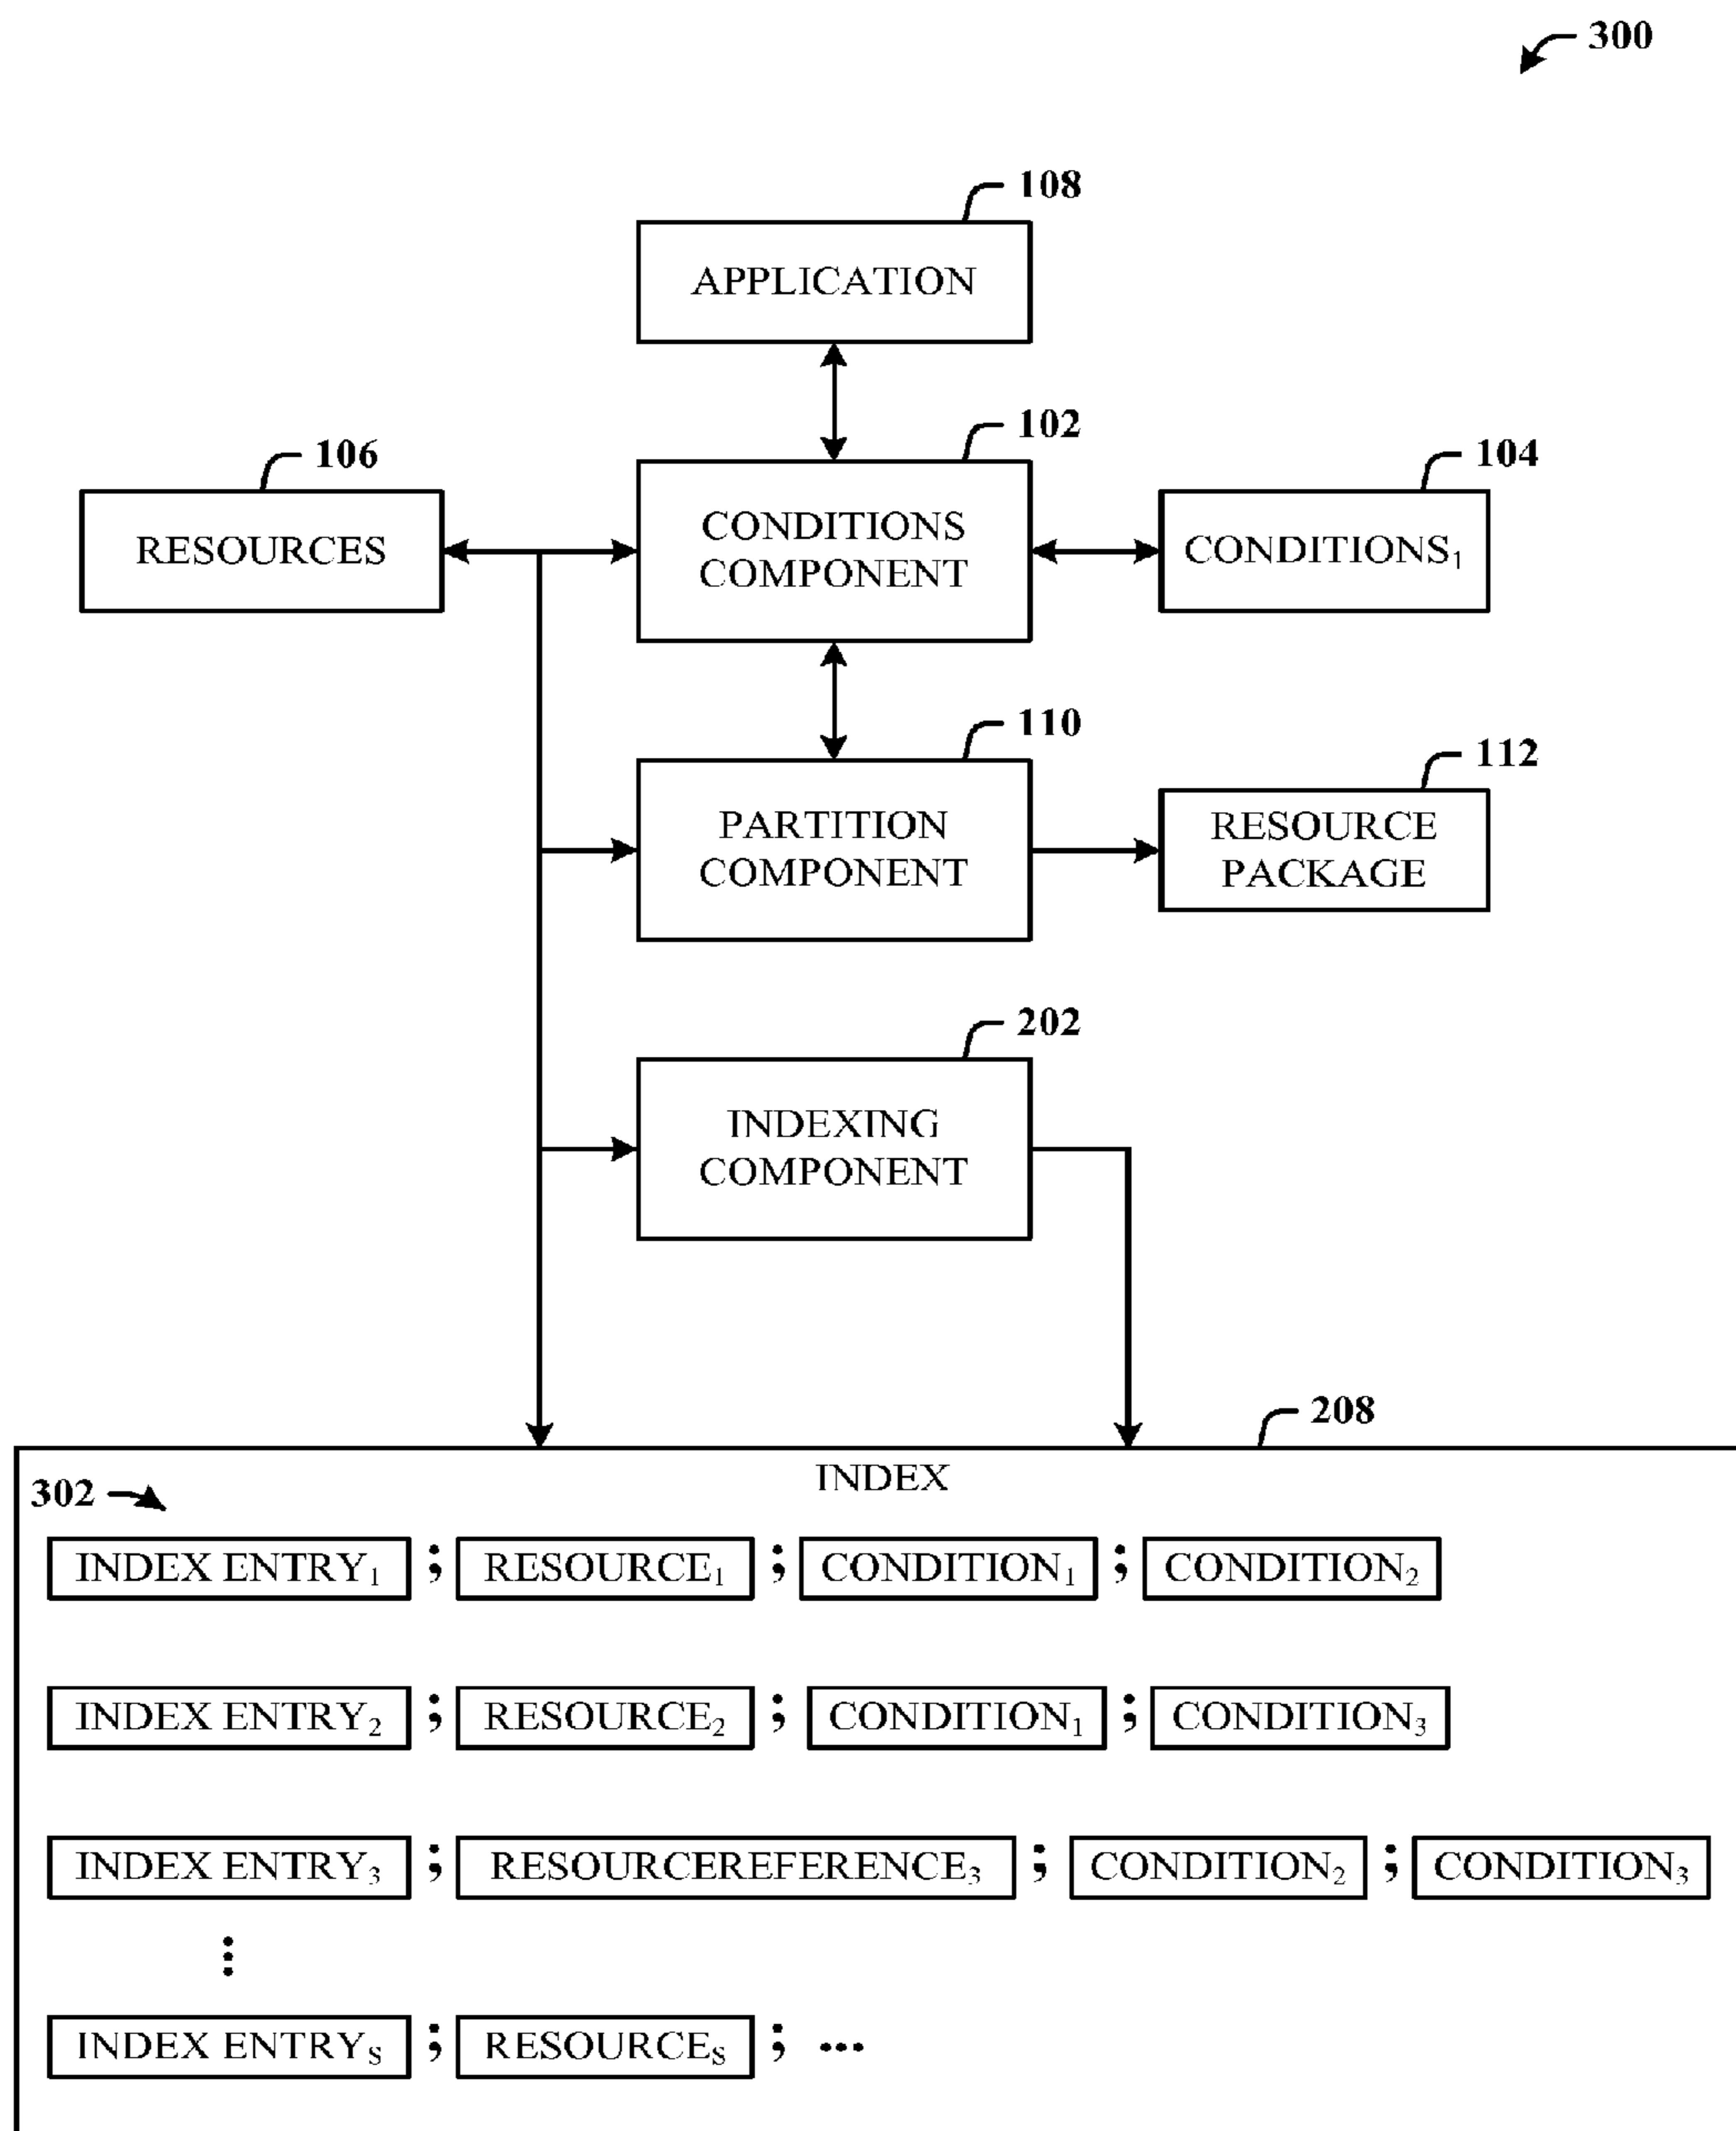 300
108
APPLICATION
106
102
104
RESOURCES
CONDITIONS
COMPONENT
CONDITIONS₁
110
112
PARTITION
COMPONENT
RESOURCE
PACKAGE
202
INDEXING
COMPONENT
208
INDEX
302
INDEX ENTRY₁ ; RESOURCE₁ ; CONDITION₁ ; CONDITION₂
INDEX ENTRY₂ ; RESOURCE₂ ; CONDITION₁ ; CONDITION₃
INDEX ENTRY₃ ; RESOURCEREFERENCE₃ ; CONDITION₂ ; CONDITION₃
⋮
INDEX ENTRY_S ; RESOURCE_S ; ...